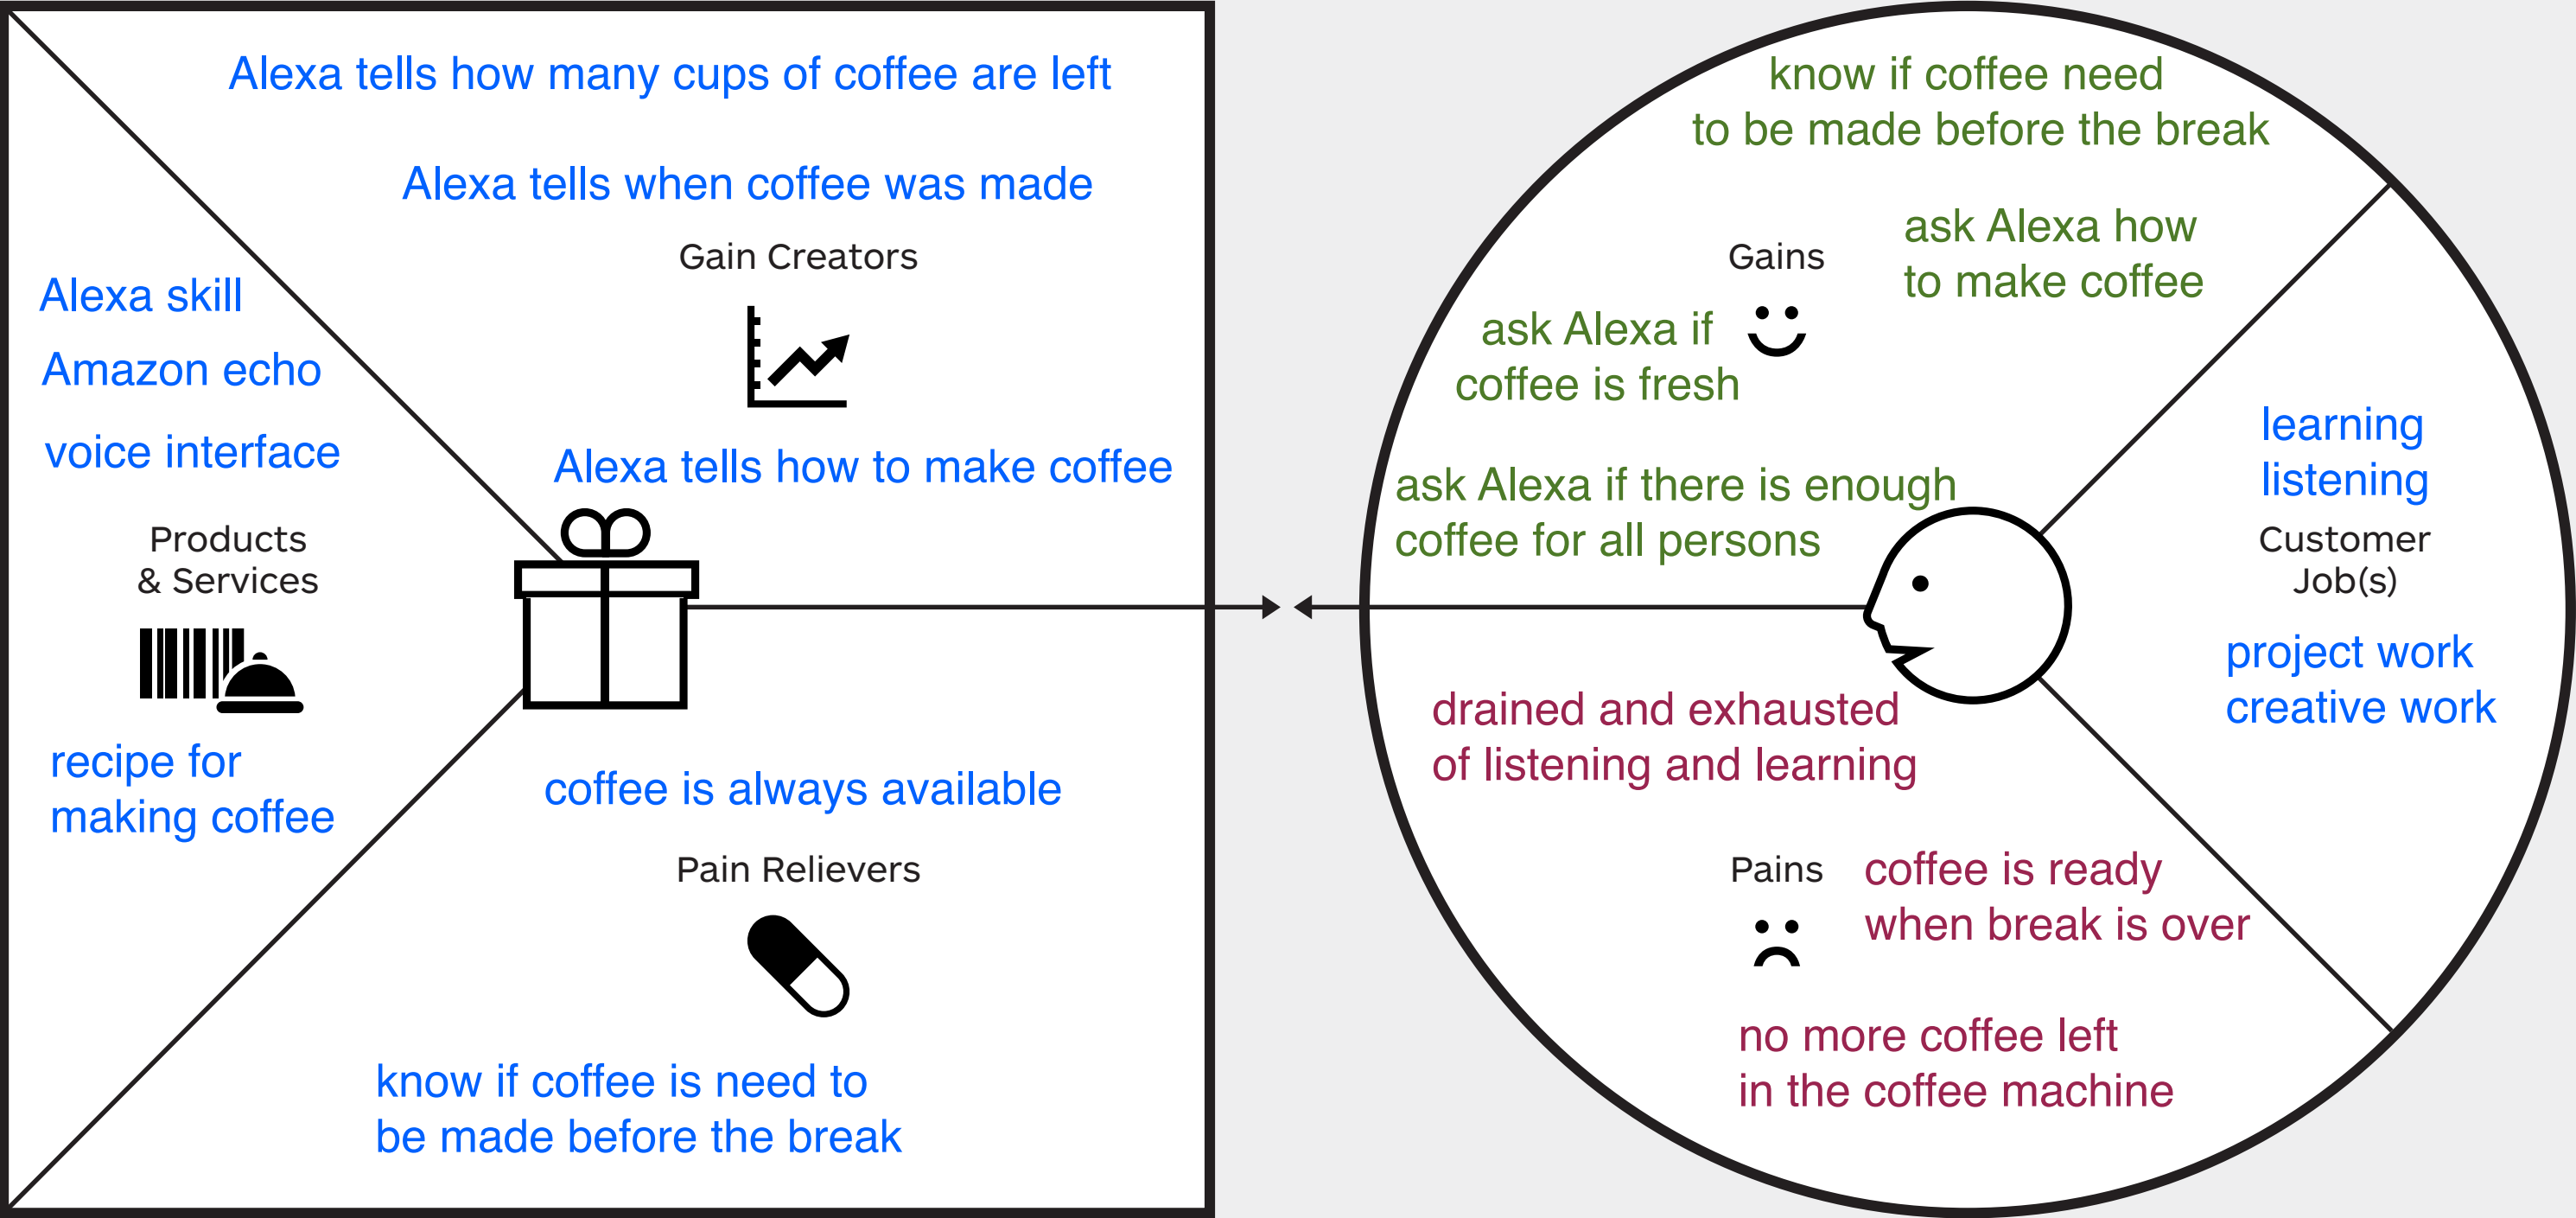 Alexa tells how many cups of coffee are left
Alexa tells when coffee was made
Gain Creators
Alexa tells how to make coffee
Alexa skill
Amazon echo
voice interface
Products
& Services
recipe for
making coffee
coffee is always available
Pain Relievers
know if coffee is need to
be made before the break
know if coffee need
to be made before the break
Gains
ask Alexa how
to make coffee
ask Alexa if
coffee is fresh
ask Alexa if there is enough
coffee for all persons
learning
listening
Customer
Job(s)
project work
creative work
drained and exhausted
of listening and learning
Pains
coffee is ready
when break is over
no more coffee left
in the coffee machine